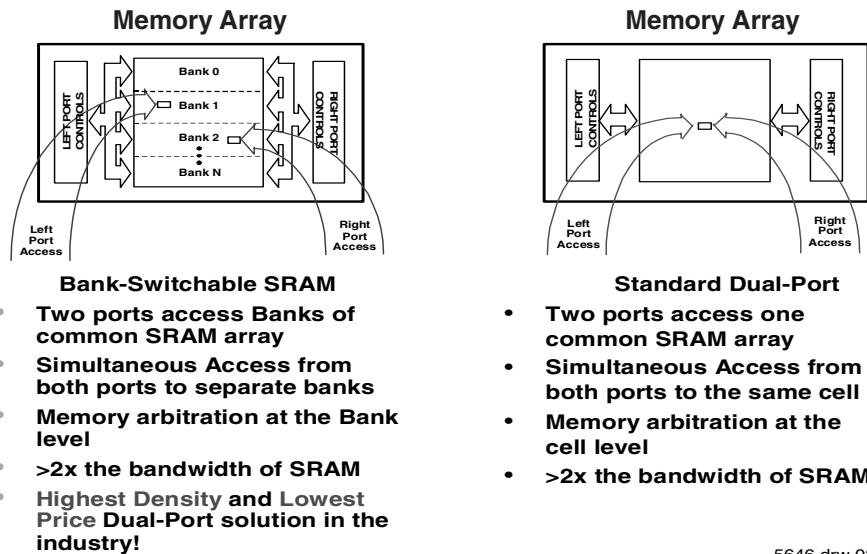 Memory Array
Bank 0
Bank 1
Bank 2
Bank N
LEFT PORT
CONTROLS
RIGHT PORT
CONTROLS
Left
Port
Access
Right
Port
Access
Bank-Switchable SRAM
• Two ports access Banks of
common SRAM array
• Simultaneous Access from
both ports to separate banks
• Memory arbitration at the Bank
level
• >2x the bandwidth of SRAM
• Highest Density and Lowest
Price Dual-Port solution in the
industry!
Memory Array
LEFT PORT
CONTROLS
RIGHT PORT
CONTROLS
Left
Port
Access
Right
Port
Access
Standard Dual-Port
• Two ports access one
common SRAM array
• Simultaneous Access from
both ports to the same cell
• Memory arbitration at the
cell level
• >2x the bandwidth of SRAM
5646 drw